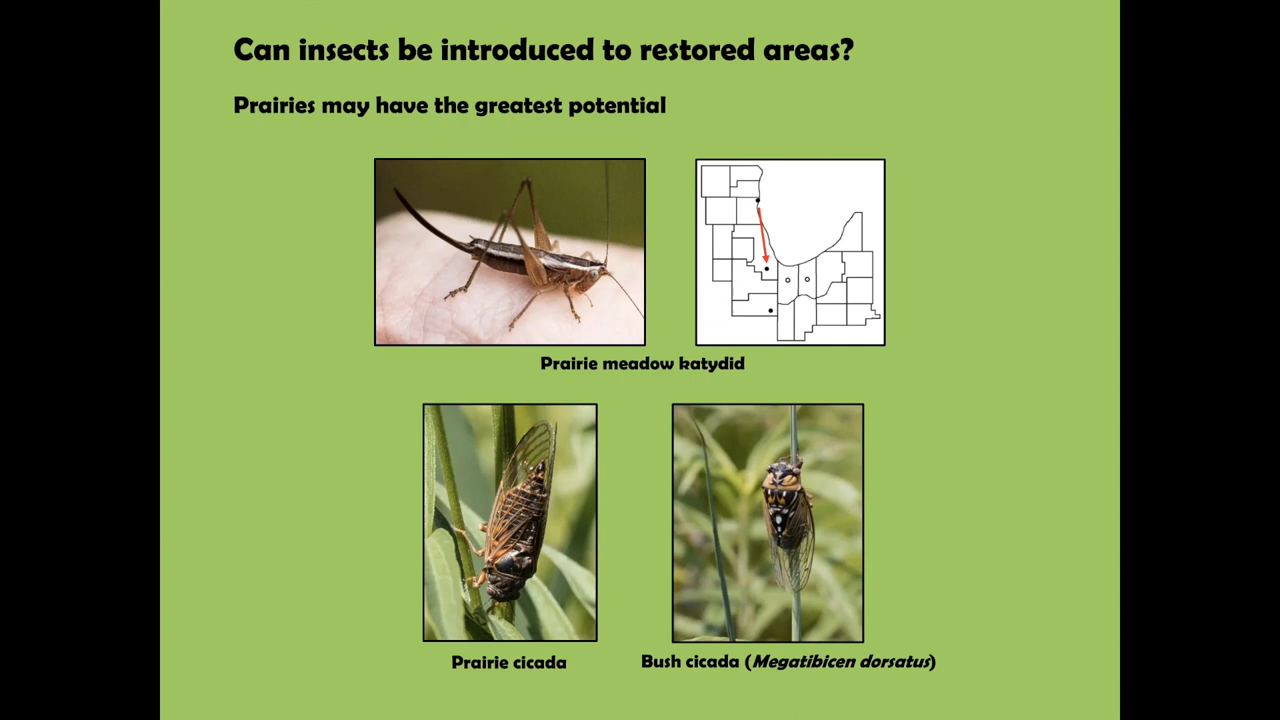 Can insects be introduced to restored areas?
Prairies may have the greatest potential
Prairie meadow katydid
Prairie cicada
Bush cicada (Megatibicen dorsatus)